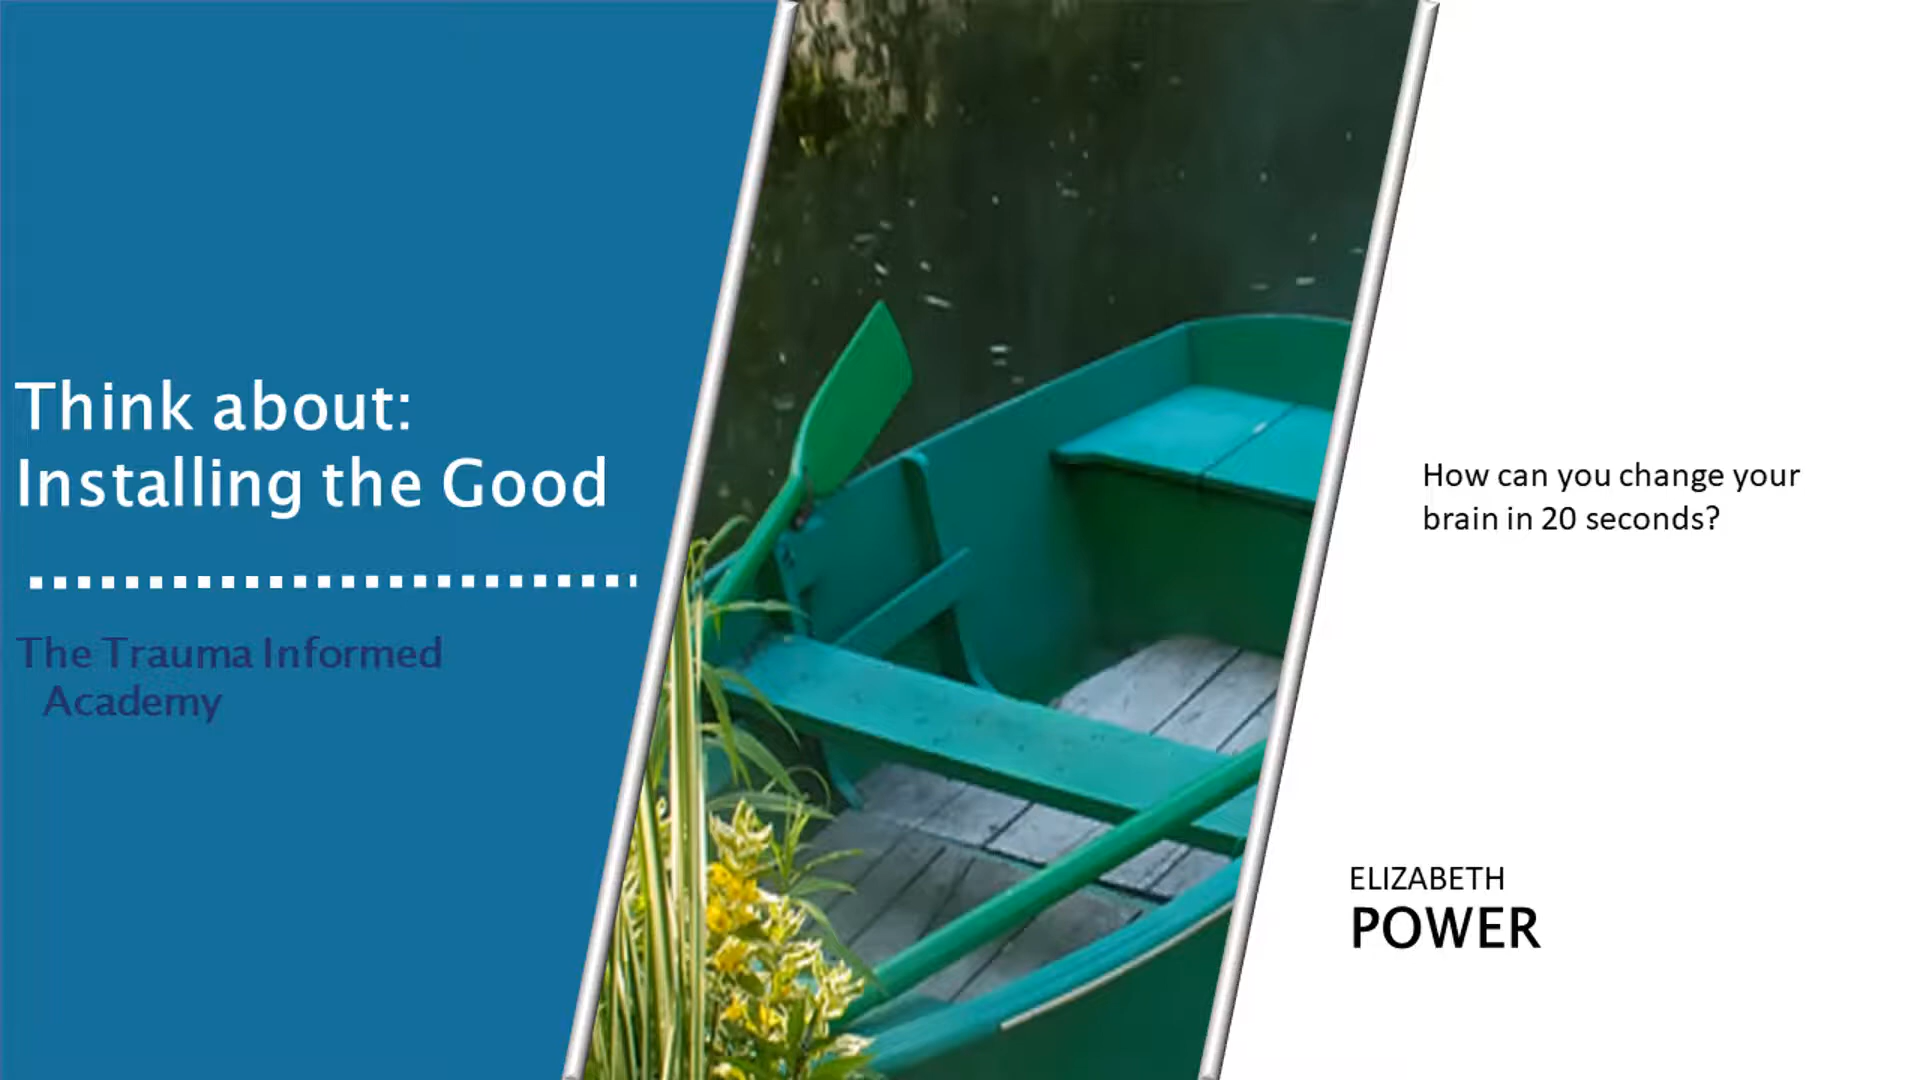 Think about:
Installing the Good
The Trauma Informed
Academy
How can you change your
brain in 20 seconds?
ELIZABETH
POWER